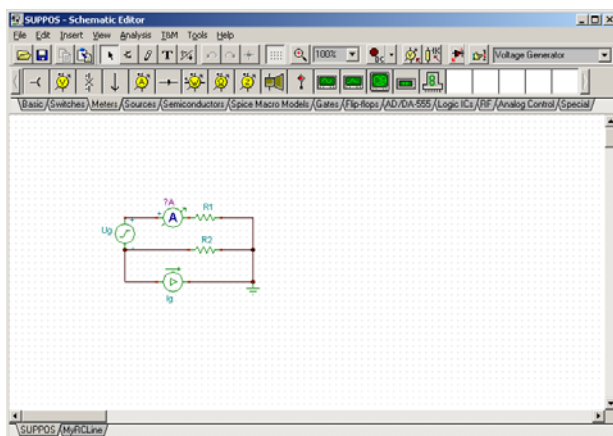 SUPPOS - Schematic Editor
File Edit Insert View Analysis T&M Tools Help
T 100% Voltage Generator
V A V Ω Z 8
Basic Switches Meters Sources Semiconductors Spice Macro Models Gates Flip-flops AD/DA-555 Logic ICs RF Analog Control Special
?A
+ A R1
Ug +
R2
Ig
SUPPOS MyRCLine